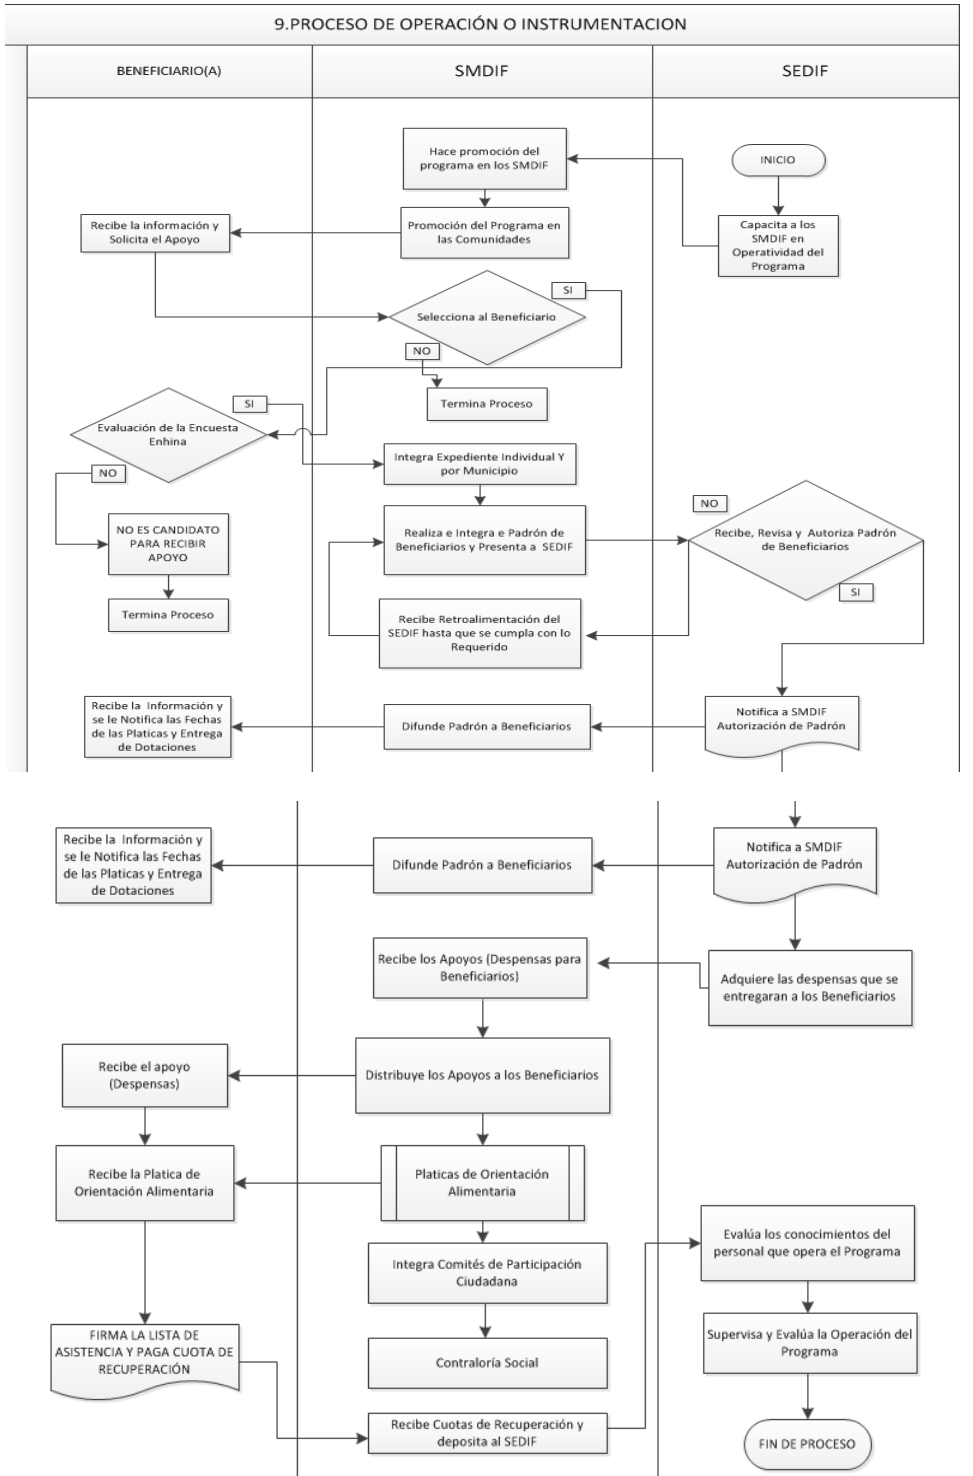 9.PROCESO DE OPERACIÓN O INSTRUMENTACION
BENEFICIARIO(A)
SMDIF
SEDIF
Hace promoción del
programa en los SMDIF
INICIO
Recibe la información y
Solicita el Apoyo
Promoción del Programa en
las Comunidades
Capacita a los
SMDIF en
Operatividad del
Programa
SI
Selecciona al Beneficiario
NO
Termina Proceso
SI
Evaluación de la Encuesta
Enhina
NO
Integra Expediente Individual Y
por Municipio
NO
NO ES CANDIDATO
PARA RECIBIR
APOYO
Realiza e Integra e Padrón de
Beneficiarios y Presenta a SEDIF
Recibe, Revisa y Autoriza Padrón
de Beneficiarios
SI
Termina Proceso
Recibe Retroalimentación del
SEDIF hasta que se cumpla con lo
Requerido
Recibe la Información y
se le Notifica las Fechas
de las Platicas y Entrega
de Dotaciones
Difunde Padrón a Beneficiarios
Notifica a SMDIF
Autorización de Padrón
Recibe la Información y
se le Notifica las Fechas
de las Platicas y Entrega
de Dotaciones
Difunde Padrón a Beneficiarios
Notifica a SMDIF
Autorización de Padrón
Recibe los Apoyos (Despensas para
Beneficiarios)
Adquiere las despensas que se
entregaran a los Beneficiarios
Recibe el apoyo
(Despensas)
Distribuye los Apoyos a los Beneficiarios
Recibe la Platica de
Orientación Alimentaria
Platicas de Orientación
Alimentaria
Evalúa los conocimientos del
personal que opera el Programa
Integra Comités de Participación
Ciudadana
FIRMA LA LISTA DE
ASISTENCIA Y PAGA CUOTA DE
RECUPERACIÓN
Contraloría Social
Supervisa y Evalúa la Operación del
Programa
Recibe Cuotas de Recuperación y
deposita al SEDIF
FIN DE PROCESO